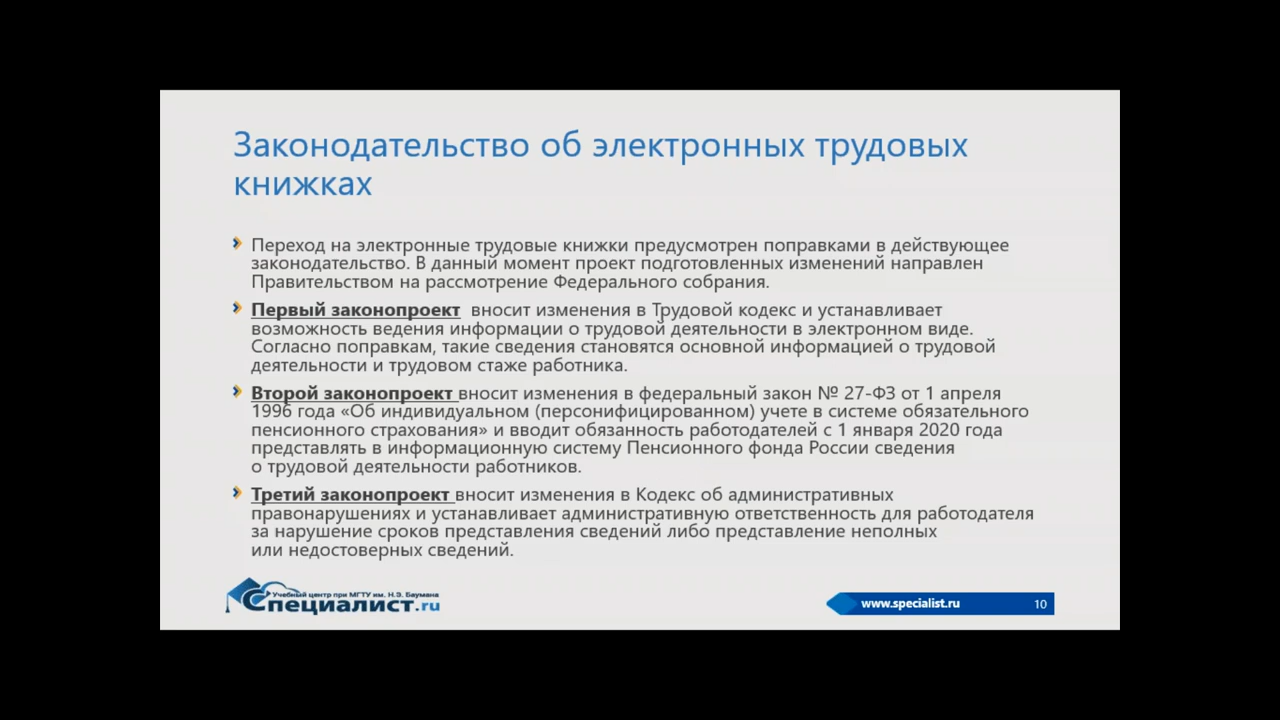 Законодательство об электронных трудовых
книжках
Переход на электронные трудовые книжки предусмотрен поправками в действующее
законодательство. В данный момент проект подготовленных изменений направлен
Правительством на рассмотрение Федерального собрания.
Первый законопроект вносит изменения в Трудовой кодекс и устанавливает
возможность ведения информации о трудовой деятельности в электронном виде.
Согласно поправкам, такие сведения становятся основной информацией о трудовой
деятельности и трудовом стаже работника.
Второй законопроект вносит изменения в федеральный закон № 27-ФЗ от 1 апреля
1996 года «Об индивидуальном (персонифицированном) учете в системе обязательного
пенсионного страхования» и вводит обязанность работодателей с 1 января 2020 года
представлять в информационную систему Пенсионного фонда России сведения
о трудовой деятельности работников.
Третий законопроект вносит изменения в Кодекс об административных
правонарушениях и устанавливает административную ответственность для работодателя
за нарушение сроков представления сведений либо представление неполных
или недостоверных сведений.
Учебный центр при МГТУ им. Н.Э. Баумана
Специалист.ru
www.specialist.ru 10